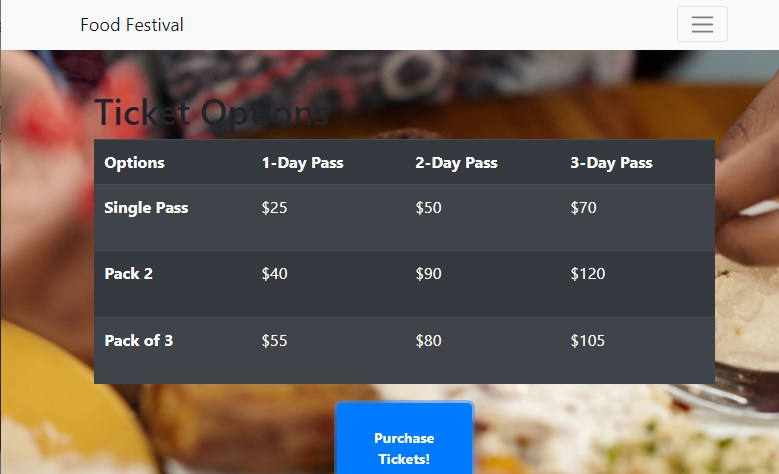 Food Festival
Ticket Options
Options 1-Day Pass 2-Day Pass 3-Day Pass
Single Pass $25 $50 $70
Pack 2 $40 $90 $120
Pack of 3 $55 $80 $105
Purchase
Tickets!